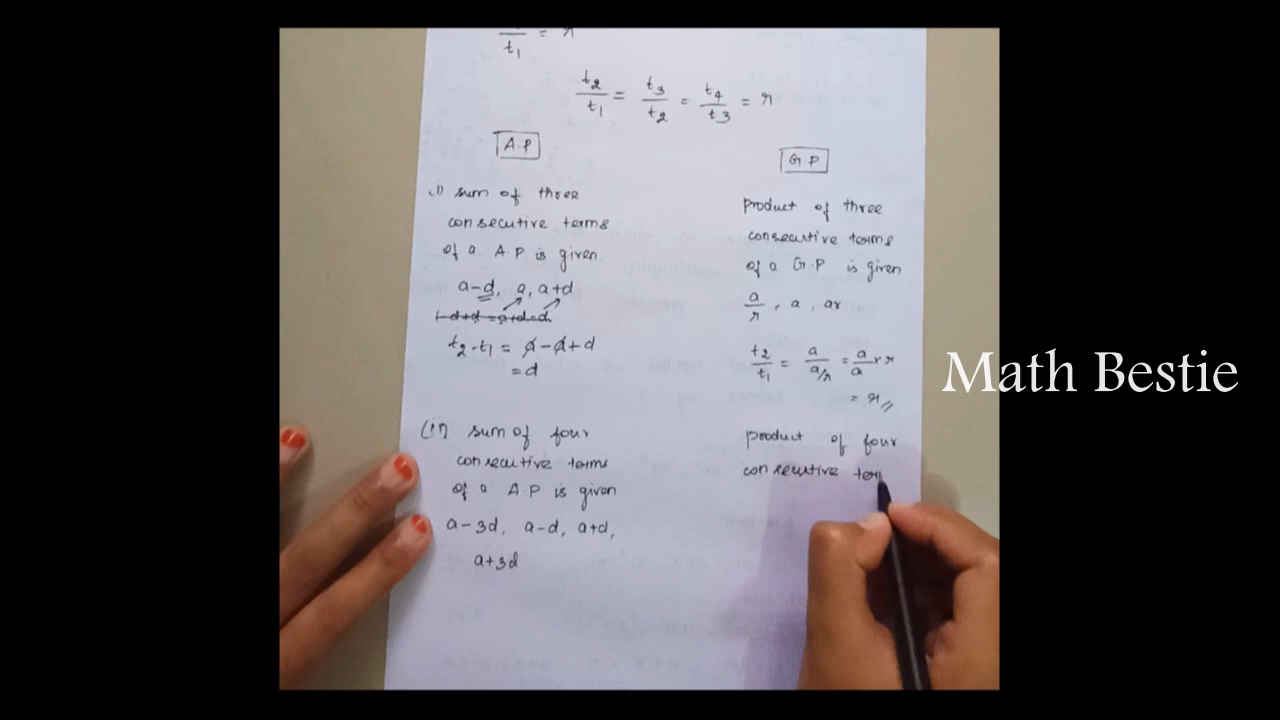 t1 = r
t2/t1 = t3/t2 = t4/t3 = r
A.P
i) sum of three
consecutive terms
of a A.P is given
a-d, a, a+d
t2-t1 = a-a+d
=d
(ii) sum of four
consecutive terms
of a A.P is given
a-3d, a-d, a+d,
a+3d
G.P
product of three
consecutive terms
of a G.P is given
a/r, a, ar
t2/t1 = a/a/r = a/a x r
= r//
product of four
consecutive ter
Math Bestie